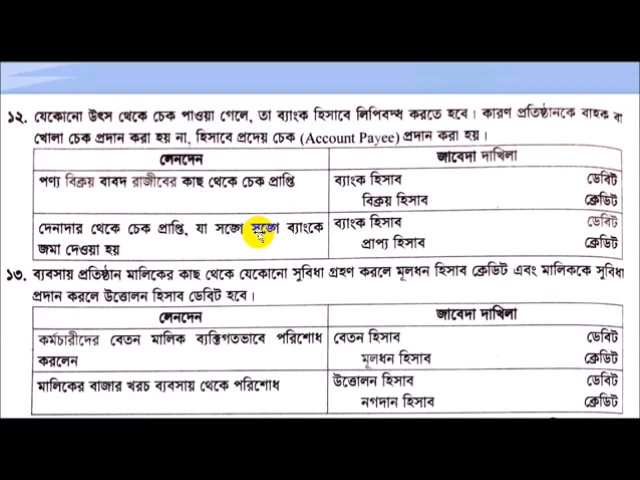 ১২. যেকোনো উৎস থেকে চেক পাওয়া গেলে, তা ব্যাংক হিসাবে লিপিবদ্ধ করতে হবে। কারণ প্রতিষ্ঠানকে বাহক বা
খোলা চেক প্রদান করা হয় না, হিসাবে প্রদেয় চেক (Account Payee) প্রদান করা হয়।
লেনদেন জাবেদা দাখিলা
পণ্য বিক্রয় বাবদ রাজীবের কাছ থেকে চেক প্রাপ্তি ব্যাংক হিসাব ডেবিট
বিক্রয় হিসাব ক্রেডিট
দেনাদার থেকে চেক প্রাপ্তি, যা সঙ্গে সঙ্গে ব্যাংকে ব্যাংক হিসাব ডেবিট
জমা দেওয়া হয় প্রাপ্য হিসাব ক্রেডিট
১৩. ব্যবসায় প্রতিষ্ঠান মালিকের কাছ থেকে যেকোনো সুবিধা গ্রহণ করলে মূলধন হিসাব ক্রেডিট এবং মালিককে সুবিধা
প্রদান করলে উত্তোলন হিসাব ডেবিট হবে।
লেনদেন জাবেদা দাখিলা
কর্মচারীদের বেতন মালিক ব্যক্তিগতভাবে পরিশোধ বেতন হিসাব ডেবিট
করলেন মূলধন হিসাব ক্রেডিট
মালিকের বাজার খরচ ব্যবসায় থেকে পরিশোধ উত্তোলন হিসাব ডেবিট
নগদান হিসাব ক্রেডিট